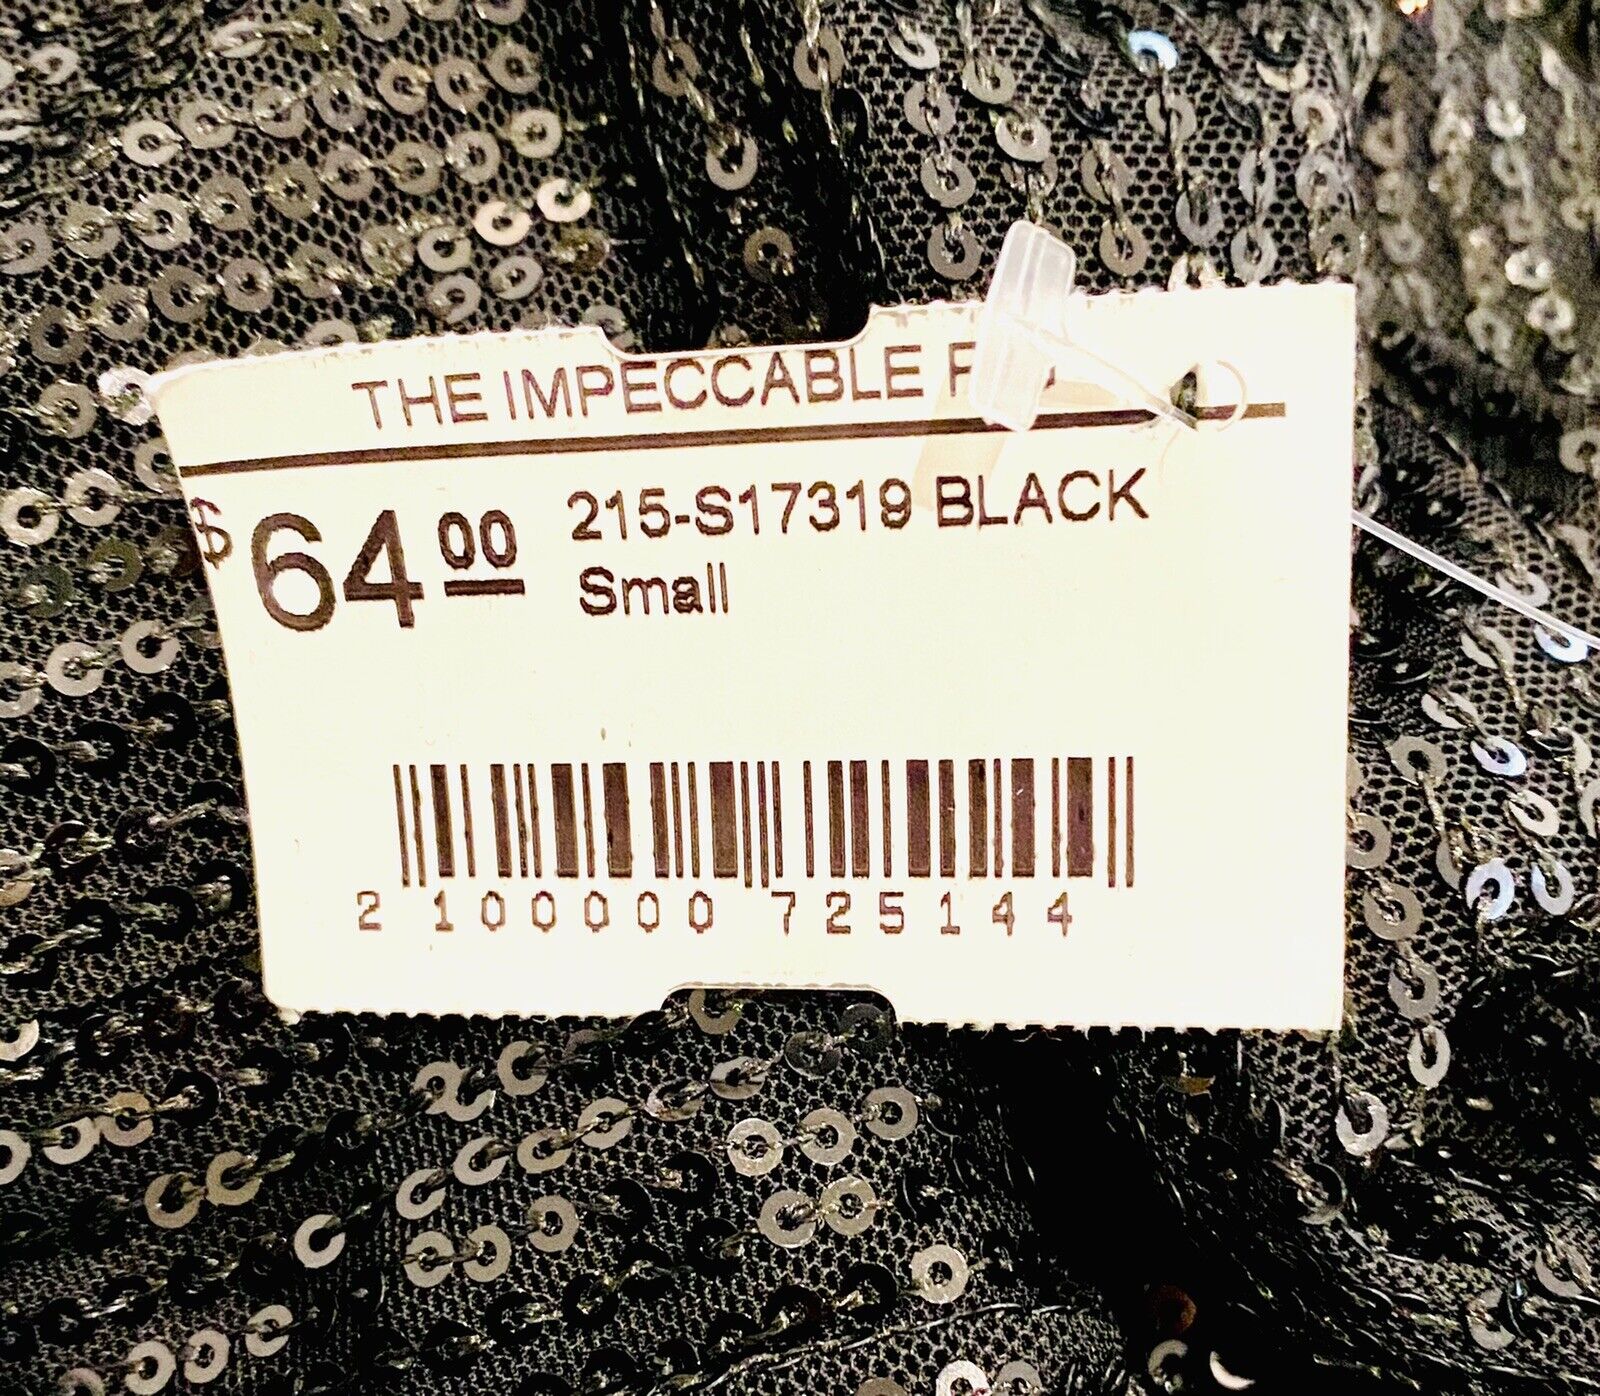 THE IMPECCABLE
$64.00 215-S17319 BLACK
Small
2 100000 725144